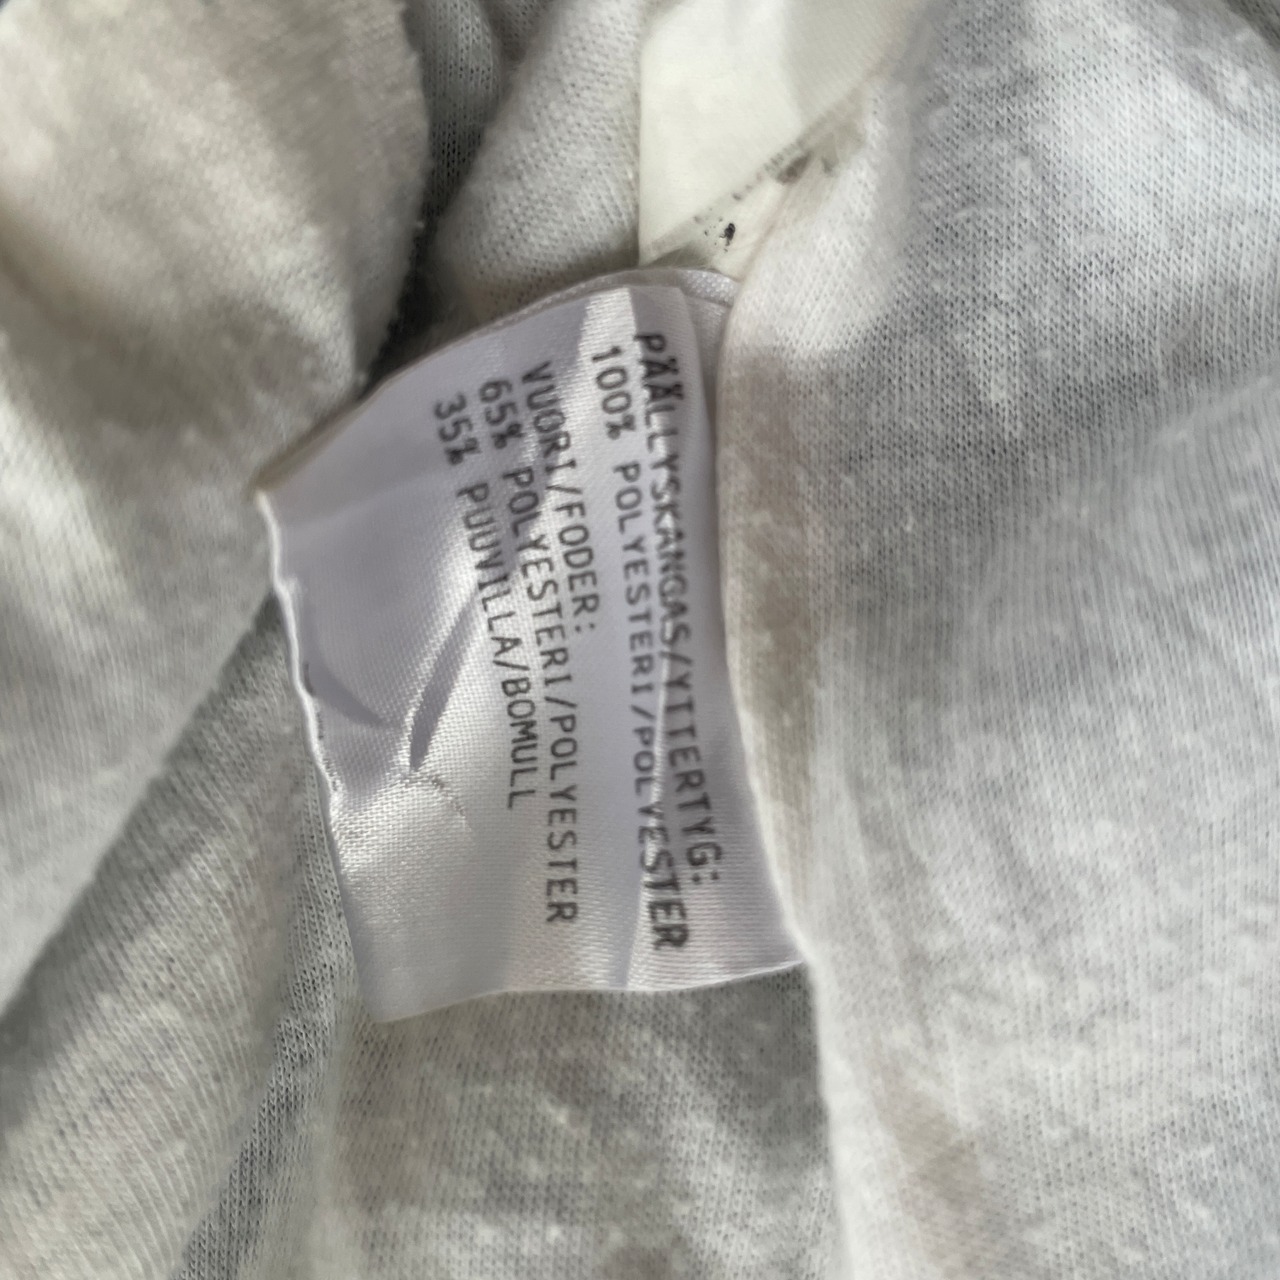 PÄÄLLYSKANGAS/YTTERTYG:
100% POLYESTERI/POLYESTER
VUORI/FODER:
65% POLYESTERI/POLYESTER
35% PUUVILLA/BOMULL